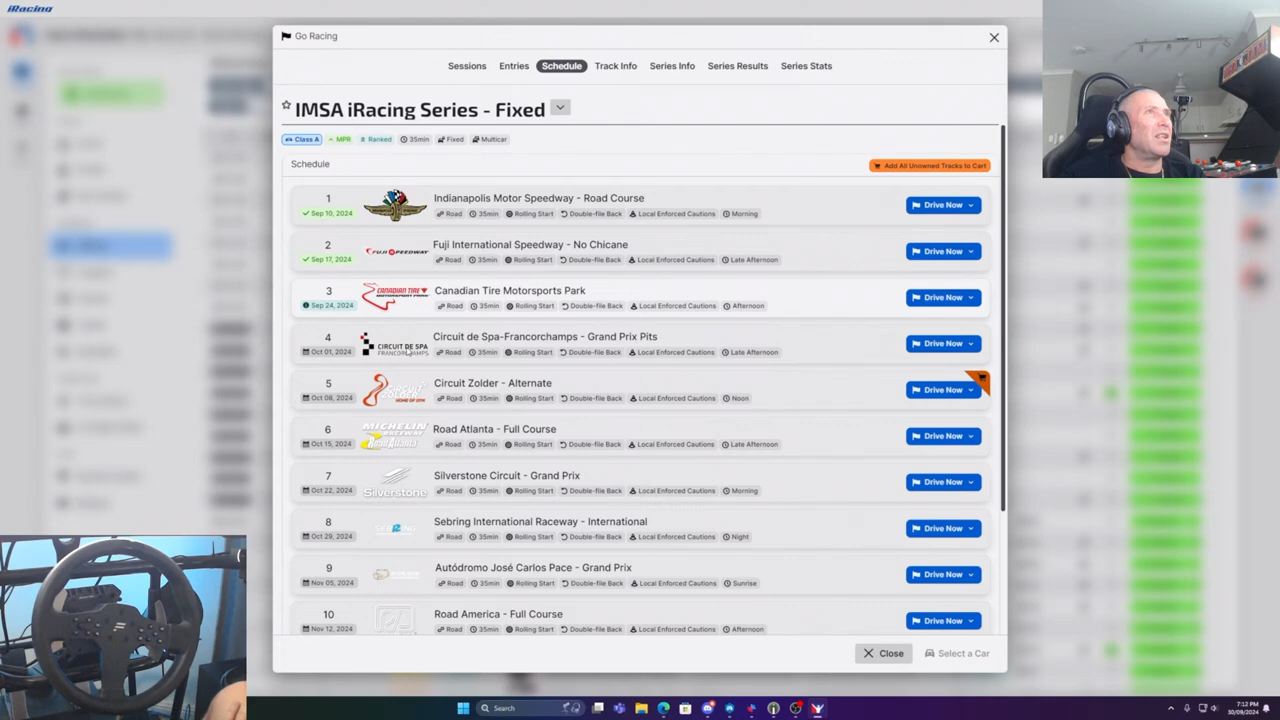 iRacing
Go Racing
Sessions Entries Schedule Track Info Series Info Series Results Series Stats
IMSA iRacing Series - Fixed
Class A MPR Ranked 35min Fixed Multicar
Schedule Add All Unowned Tracks to Cart
1 Indianapolis Motor Speedway - Road Course Drive Now
Sep 10, 2024 Road 35min Rolling Start Double-file Back Local Enforced Cautions Morning
2 FUJI SPEEDWAY Fuji International Speedway - No Chicane Drive Now
Sep 17, 2024 Road 35min Rolling Start Double-file Back Local Enforced Cautions Late Afternoon
3 CANADIAN TIRE MOTORSPORT PARK Canadian Tire Motorsports Park Drive Now
Sep 24, 2024 Road 35min Rolling Start Double-file Back Local Enforced Cautions Afternoon
4 CIRCUIT DE SPA FRANCORCHAMPS Circuit de Spa-Francorchamps - Grand Prix Pits Drive Now
Oct 01, 2024 Road 35min Rolling Start Double-file Back Local Enforced Cautions Late Afternoon
5 Circuit Zolder - Alternate Drive Now
Oct 08, 2024 Road 35min Rolling Start Double-file Back Local Enforced Cautions Noon
6 MICHELIN RACEWAY Road Atlanta Road Atlanta - Full Course Drive Now
Oct 15, 2024 Road 35min Rolling Start Double-file Back Local Enforced Cautions Late Afternoon
7 Silverstone Silverstone Circuit - Grand Prix Drive Now
Oct 22, 2024 Road 35min Rolling Start Double-file Back Local Enforced Cautions Morning
8 SEBRING Sebring International Raceway - International Drive Now
Oct 29, 2024 Road 35min Rolling Start Double-file Back Local Enforced Cautions Night
9 Autódromo José Carlos Pace - Grand Prix Drive Now
Nov 05, 2024 Road 35min Rolling Start Double-file Back Local Enforced Cautions Sunrise
10 Road America - Full Course Drive Now
Nov 12, 2024 Road 35min Rolling Start Double-file Back Local Enforced Cautions Afternoon
Close Select a Car
Search
7:12 PM
30/09/2024